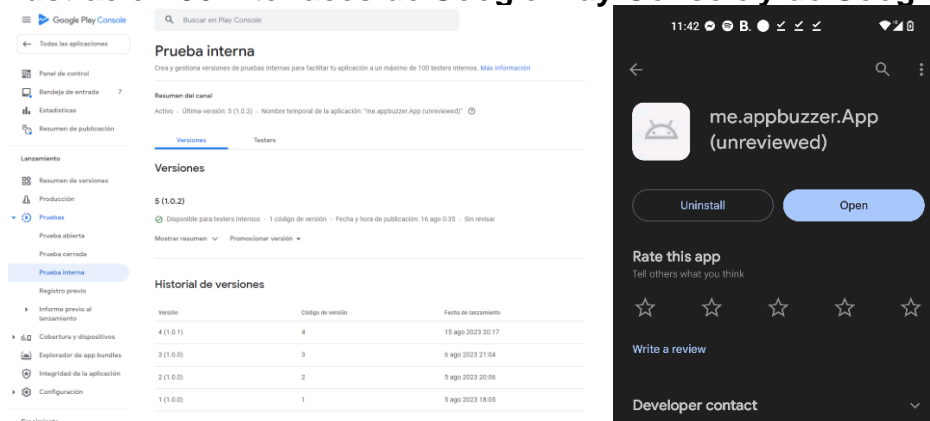 Google Play Console
Buscar en Play Console
Todas las aplicaciones
Panel de control
Bandeja de entrada 7
Estadísticas
Resumen de publicación
Lanzamiento
Resumen de versiones
Producción
Pruebas
Prueba abierta
Prueba cerrada
Prueba interna
Registro previo
Informe previo al
lanzamiento
Cobertura y dispositivos
Explorador de app bundles
Integridad de la aplicación
Configuración
Prueba interna
Crea y gestiona versiones de pruebas internas para facilitar tu aplicación a un máximo de 100 testers internos. Más información
Resumen del canal
Activo · Última versión: 5 (1.0.2) · Nombre temporal de la aplicación: "me.appbuzzer.App (unreviewed)"
Versiones Testers
Versiones
5 (1.0.2)
Disponible para testers internos · 1 código de versión · Fecha y hora de publicación: 16 ago 0:35 · Sin revisar
Mostrar resumen Promocionar versión
Historial de versiones
Versión Código de versión Fecha de lanzamiento
4 (1.0.1) 4 15 ago 2023 20:17
3 (1.0.0) 3 6 ago 2023 21:04
2 (1.0.0) 2 5 ago 2023 20:06
1 (1.0.0) 1 5 ago 2023 18:05
11:42 B.
me.appbuzzer.App
(unreviewed)
Uninstall Open
Rate this app
Tell others what you think
Write a review
Developer contact